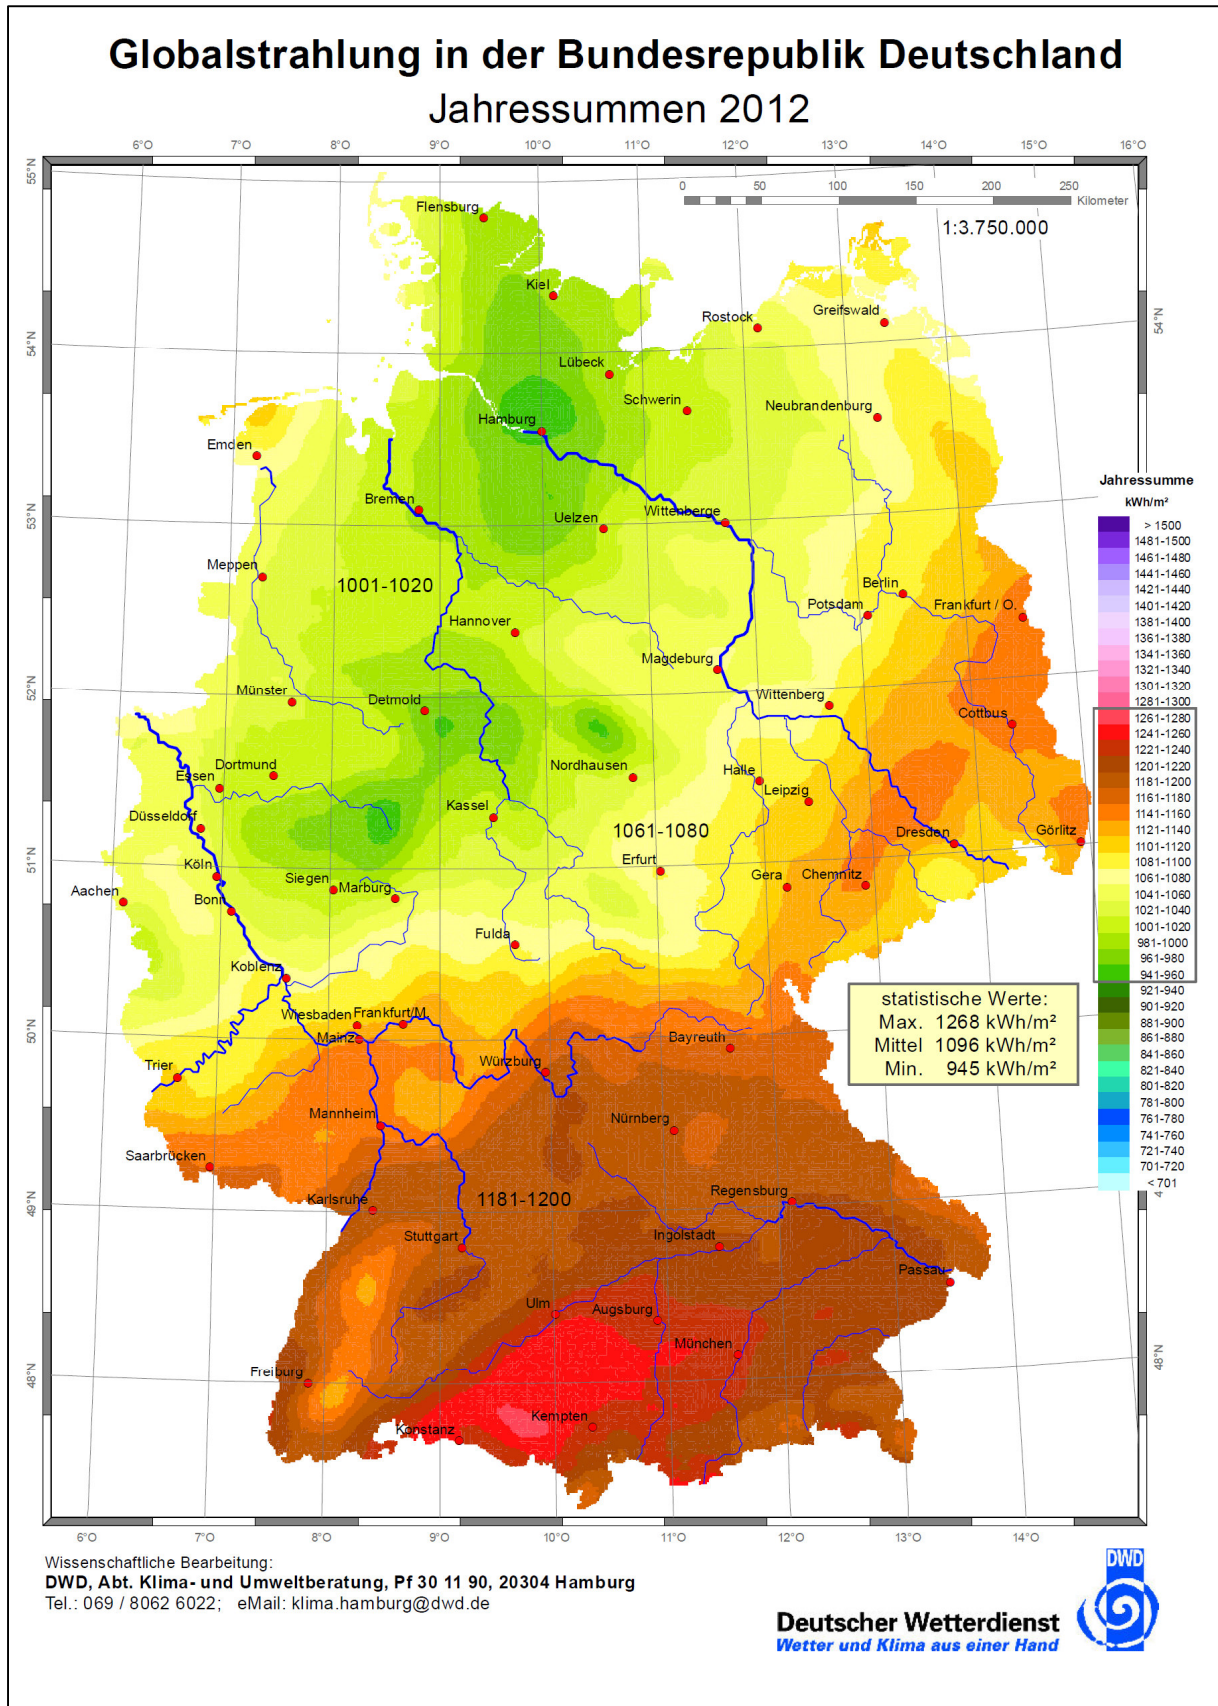 Globalstrahlung in der Bundesrepublik Deutschland
Jahressummen 2012
6°O 7°O 8°O 9°O 10°O 11°O 12°O 13°O 14°O 15°O 16°O
55°N
0 50 100 150 200 250 Kilometer
1:3.750.000
Flensburg
Kiel
Rostock
Greifswald
54°N
54°N
Lübeck
Schwerin
Neubrandenburg
Hamburg
Emden
Bremen
Uelzen
Wittenberge
53°N
Meppen
1001-1020
Berlin
Potsdam
Frankfurt / O.
Hannover
Magdeburg
52°N
Münster
Detmold
Wittenberg
Cottbus
Dortmund
Essen
Nordhausen
Halle
Leipzig
Düsseldorf
Kassel
1061-1080
Dresden
Görlitz
51°N
Köln
Erfurt
Siegen
Marburg
Gera
Chemnitz
Aachen
Bonn
Fulda
Koblenz
Wiesbaden
Frankfurt/M.
50°N
Mainz
Bayreuth
Trier
Würzburg
Mannheim
Nürnberg
Saarbrücken
49°N
Karlsruhe
1181-1200
Regensburg
Stuttgart
Ingolstadt
Passau
Ulm
Augsburg
München
48°N
48°N
Freiburg
Kempten
Konstanz
6°O 7°O 8°O 9°O 10°O 11°O 12°O 13°O 14°O
Jahressumme
kWh/m²
> 1500
1481-1500
1461-1480
1441-1460
1421-1440
1401-1420
1381-1400
1361-1380
1341-1360
1321-1340
1301-1320
1281-1300
1261-1280
1241-1260
1221-1240
1201-1220
1181-1200
1161-1180
1141-1160
1121-1140
1101-1120
1081-1100
1061-1080
1041-1060
1021-1040
1001-1020
981-1000
961-980
941-960
921-940
901-920
881-900
861-880
841-860
821-840
801-820
781-800
761-780
741-760
721-740
701-720
< 701
4
statistische Werte:
Max. 1268 kWh/m²
Mittel 1096 kWh/m²
Min. 945 kWh/m²
Wissenschaftliche Bearbeitung:
DWD, Abt. Klima- und Umweltberatung, Pf 30 11 90, 20304 Hamburg
Tel.: 069 / 8062 6022; eMail: klima.hamburg@dwd.de
DWD
Deutscher Wetterdienst
Wetter und Klima aus einer Hand